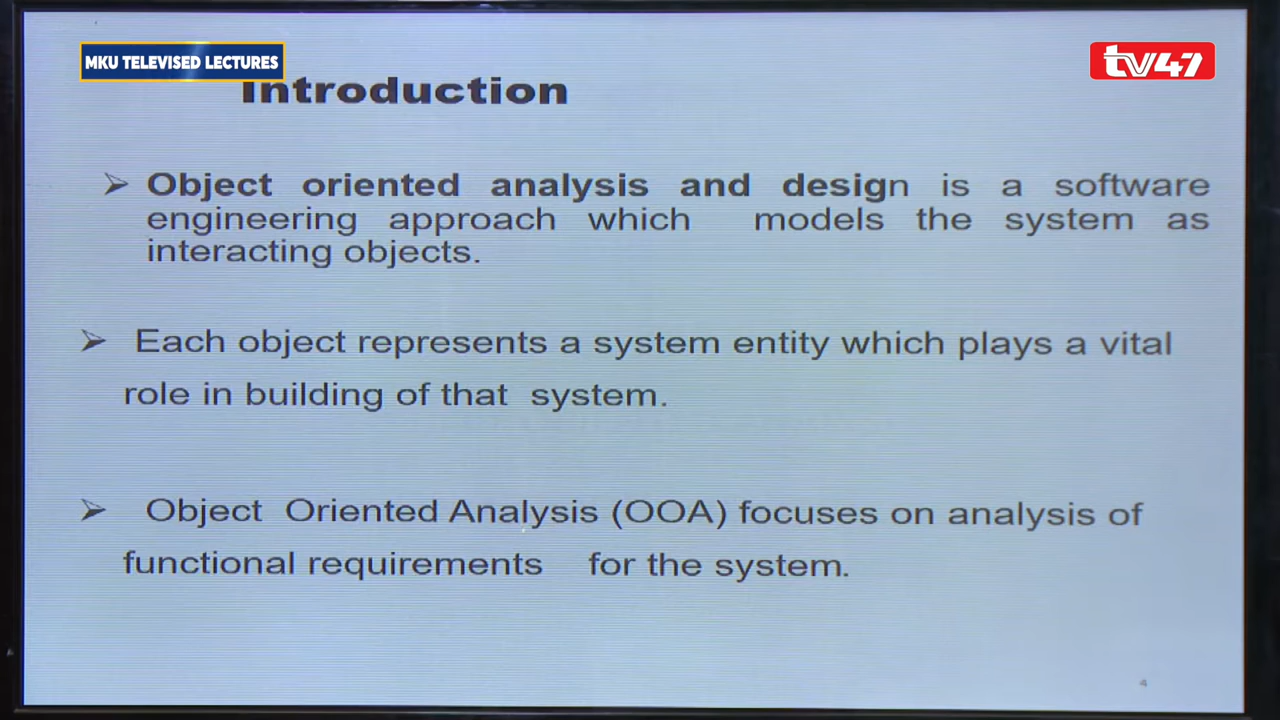 MKU TELEVISED LECTURES
tv47
Introduction
➢ Object oriented analysis and design is a software
engineering approach which models the system as
interacting objects.
➢ Each object represents a system entity which plays a vital
role in building of that system.
➢ Object Oriented Analysis (OOA) focuses on analysis of
functional requirements for the system.
4